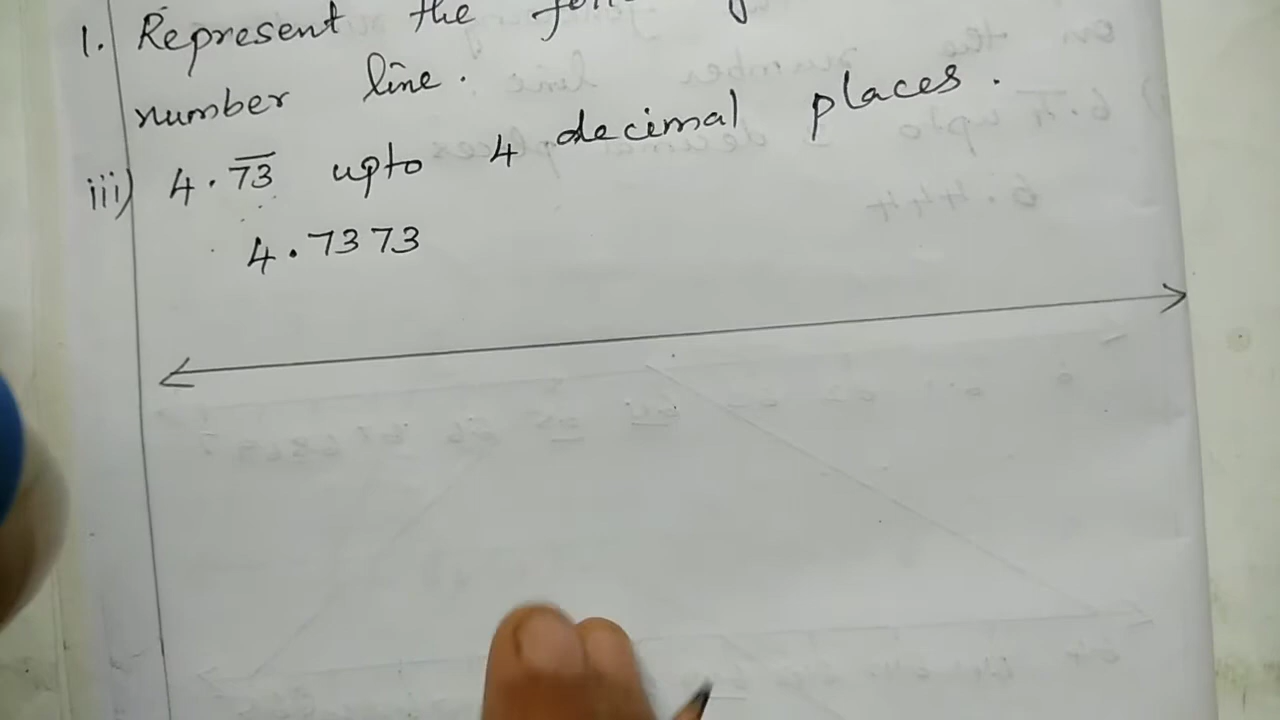 1. Represent the
number line.
iii) 4.7̅3̅ upto 4 decimal places.
4.7373